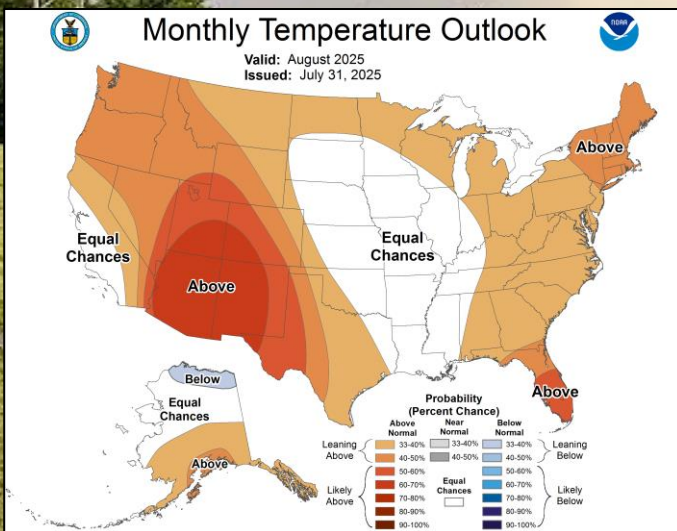 NOAA
Monthly Temperature Outlook
Valid: August 2025
Issued: July 31, 2025
Above
Equal
Chances
Equal
Chances
Above
Above
Below
Equal
Chances
Above
Probability
(Percent Chance)
Above
Normal
Near
Normal
Below
Normal
Leaning
Above
33-40%
33-40%
33-40%
Leaning
Below
40-50%
40-50%
40-50%
Likely
Above
50-60%
50-60%
Likely
Below
60-70%
60-70%
70-80%
Equal
Chances
70-80%
80-90%
80-90%
90-100%
90-100%